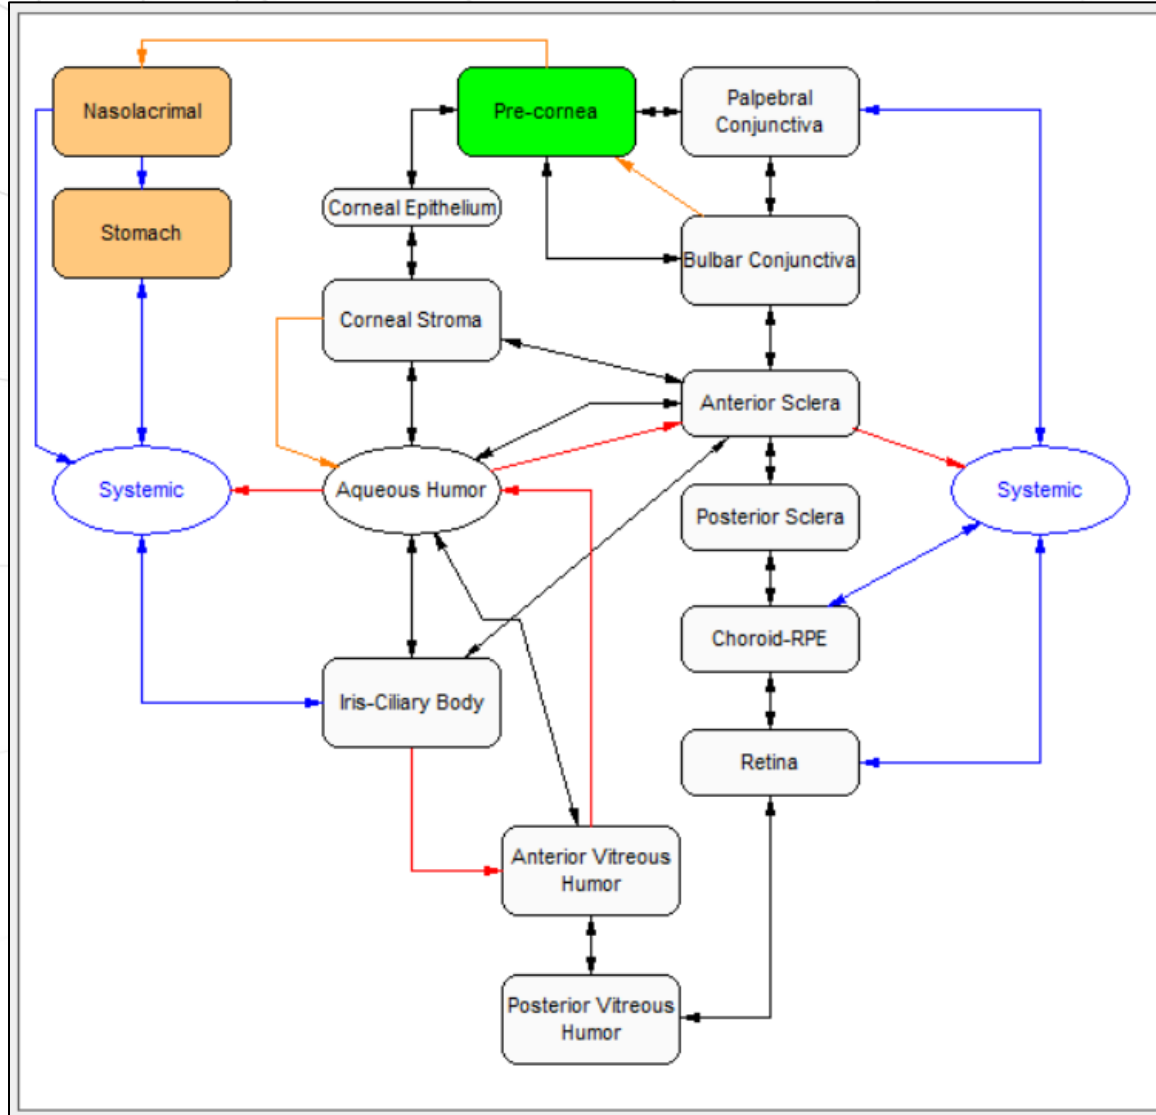 Nasolacrimal
Pre-cornea
Palpebral
Conjunctiva
Corneal Epithelium
Stomach
Bulbar Conjunctiva
Corneal Stroma
Anterior Sclera
Systemic
Aqueous Humor
Systemic
Posterior Sclera
Choroid-RPE
Iris-Ciliary Body
Retina
Anterior Vitreous
Humor
Posterior Vitreous
Humor